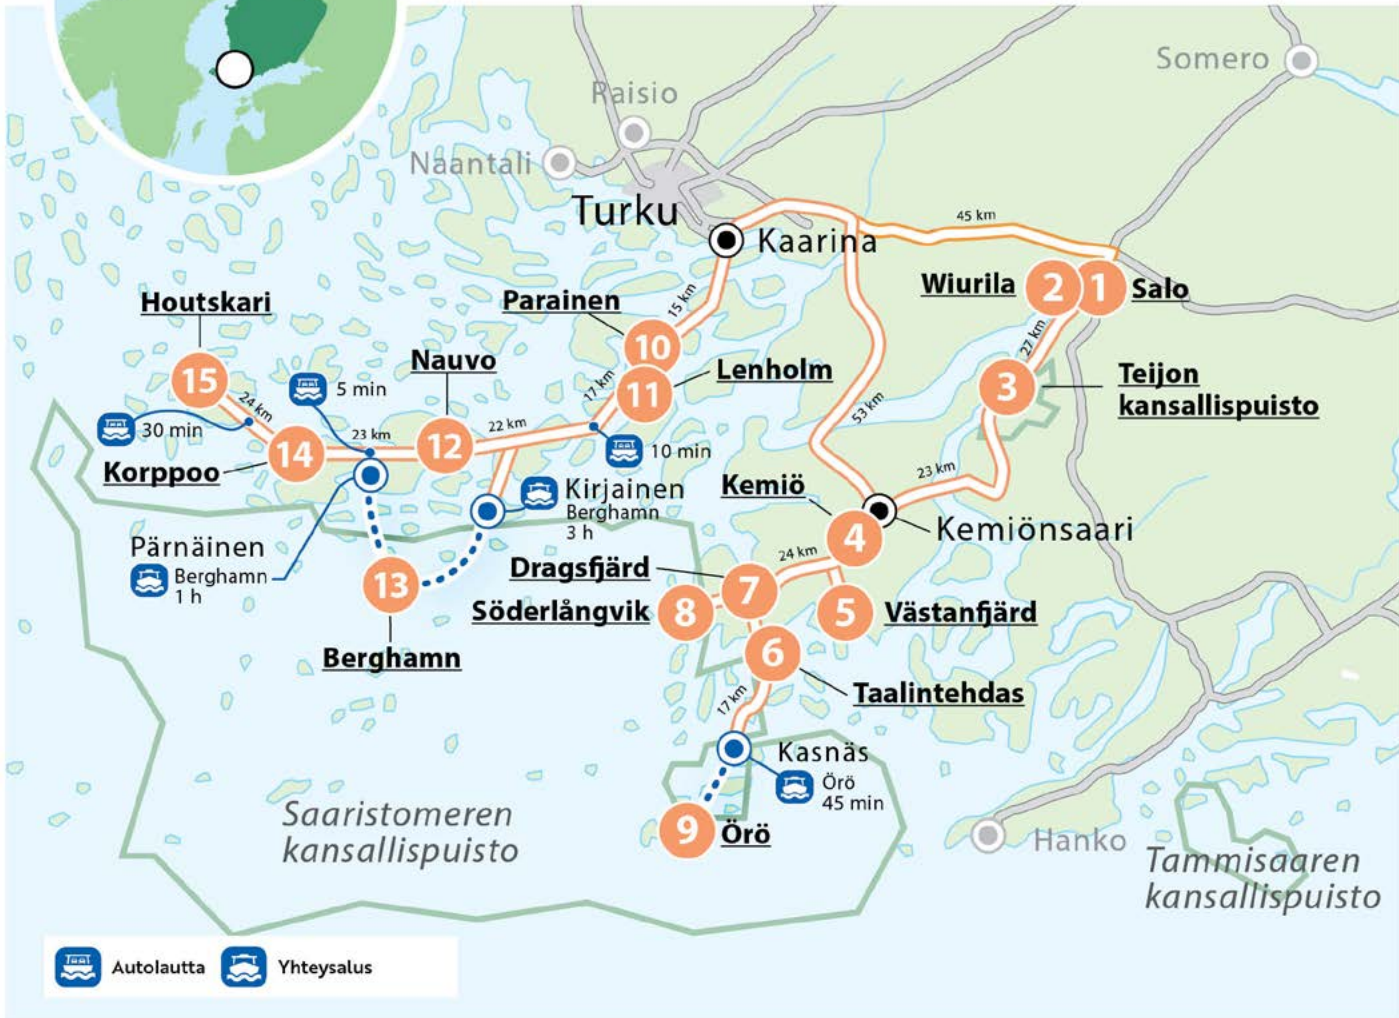 Somero
Raisio
Naantali
Turku
45 km
Kaarina
Wiurila
2
1
Salo
Houtskari
Parainen
15 km
10
27 km
Nauvo
Lenholm
15
5 min
17 km
11
3
Teijon
kansallispuisto
24 km
30 min
53 km
23 km
22 km
12
14
10 min
Korppoo
23 km
Kemiö
Kirjainen
Berghamn
3 h
Kemiönsaari
Pärnäinen
Berghamn
1 h
4
24 km
Dragsfjärd
13
7
Söderlångvik
8
5
Västanfjärd
Berghamn
6
Taalintehdas
17 km
Kasnäs
Örö
45 min
Saaristomeren
kansallispuisto
9
Örö
Hanko
Tammisaaren
kansallispuisto
Autolautta
Yhteysalus